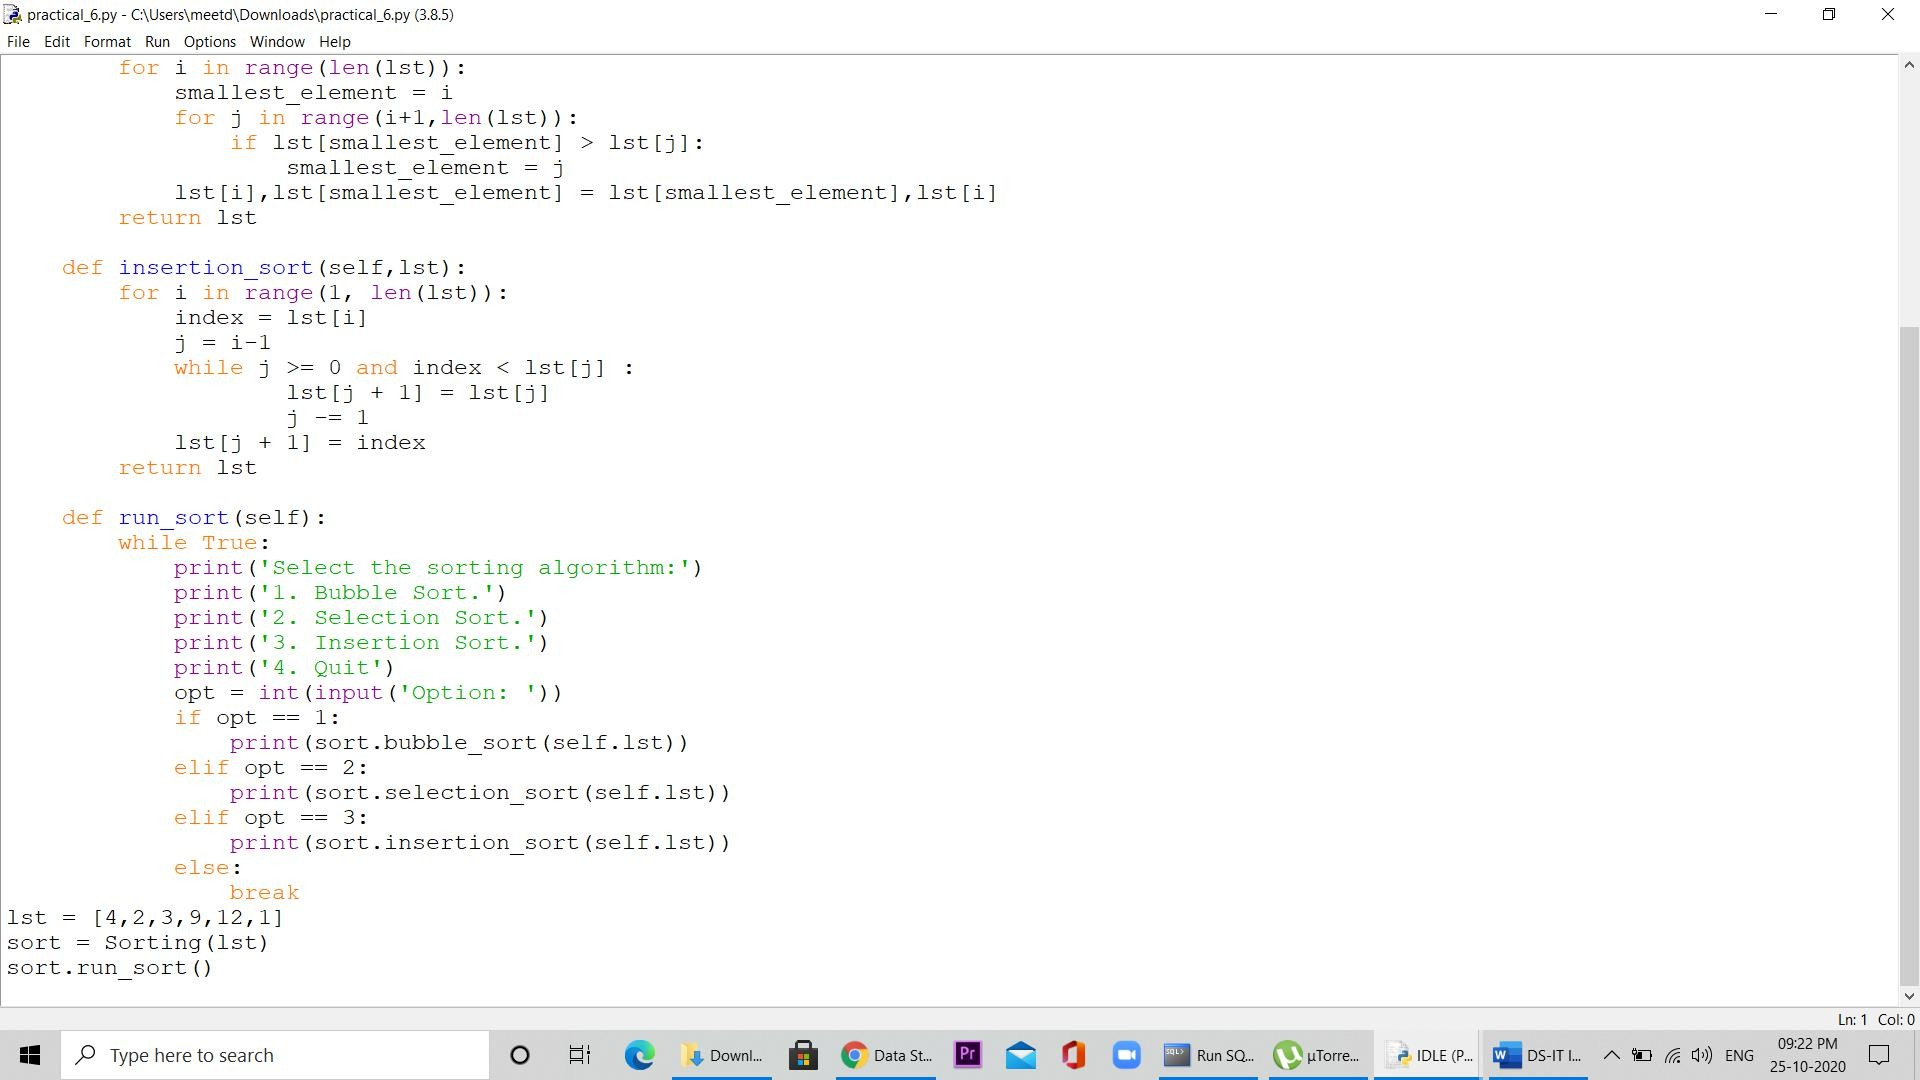 practical_6.py - C:\Users\meetd\Downloads\practical_6.py (3.8.5)
File Edit Format Run Options Window Help
        for i in range(len(lst)):
            smallest_element = i
            for j in range(i+1,len(lst)):
                if lst[smallest_element] > lst[j]:
                    smallest_element = j
            lst[i],lst[smallest_element] = lst[smallest_element],lst[i]
        return lst

    def insertion_sort(self,lst):
        for i in range(1, len(lst)):
            index = lst[i]
            j = i-1
            while j >= 0 and index < lst[j] :
                    lst[j + 1] = lst[j]
                    j -= 1
            lst[j + 1] = index
        return lst

    def run_sort(self):
        while True:
            print('Select the sorting algorithm:')
            print('1. Bubble Sort.')
            print('2. Selection Sort.')
            print('3. Insertion Sort.')
            print('4. Quit')
            opt = int(input('Option: '))
            if opt == 1:
                print(sort.bubble_sort(self.lst))
            elif opt == 2:
                print(sort.selection_sort(self.lst))
            elif opt == 3:
                print(sort.insertion_sort(self.lst))
            else:
                break
lst = [4,2,3,9,12,1]
sort = Sorting(lst)
sort.run_sort()
Ln: 1 Col: 0
Type here to search
Downl...
Data St...
Pr
SQL>
Run SQ...
µTorre...
IDLE (P...
W
DS-IT I...
ENG
09:22 PM
25-10-2020